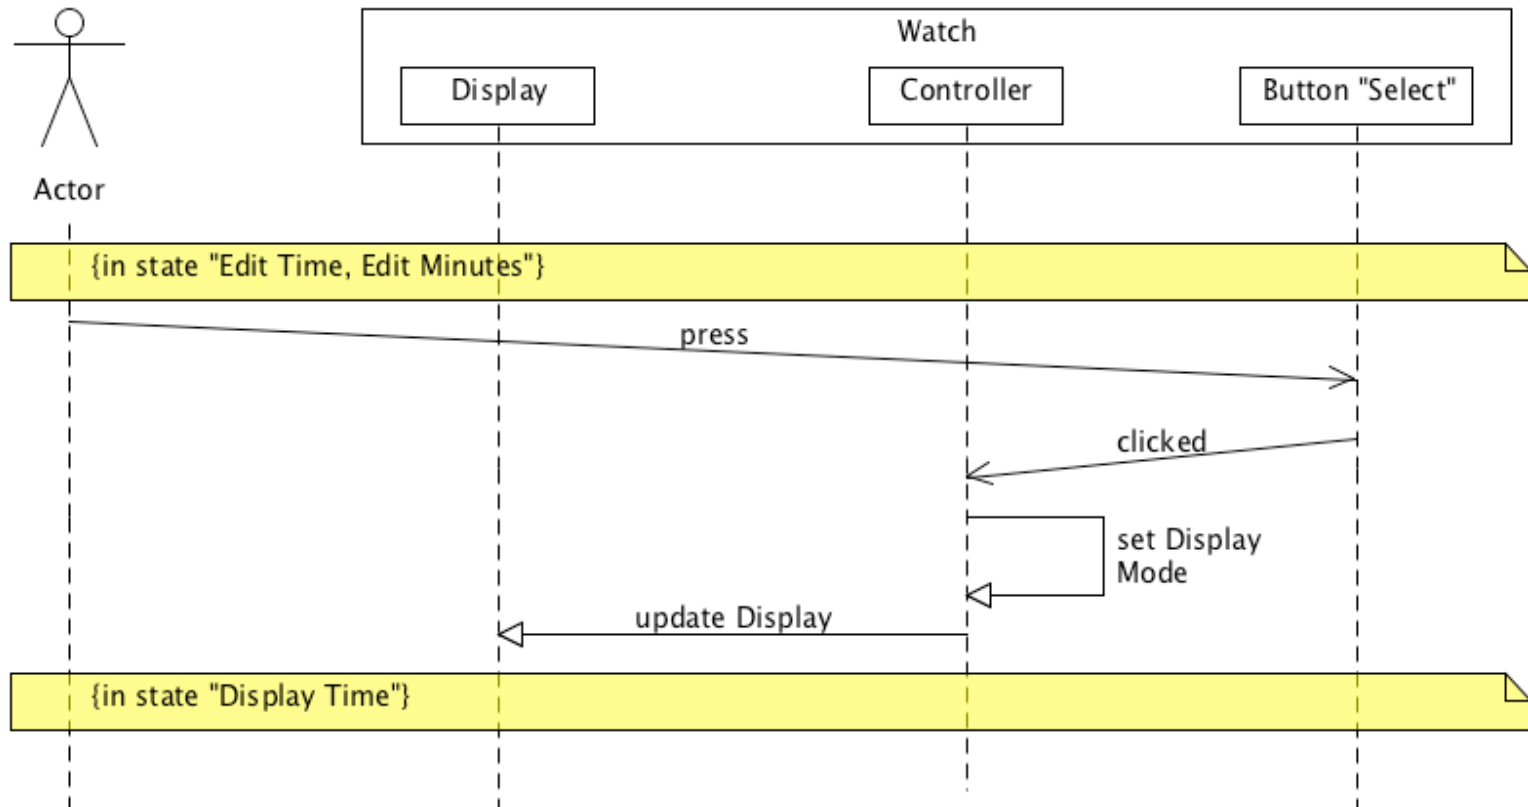 Watch
Display
Controller
Button "Select"
Actor
{in state "Edit Time, Edit Minutes"}
press
clicked
set Display
Mode
update Display
{in state "Display Time"}